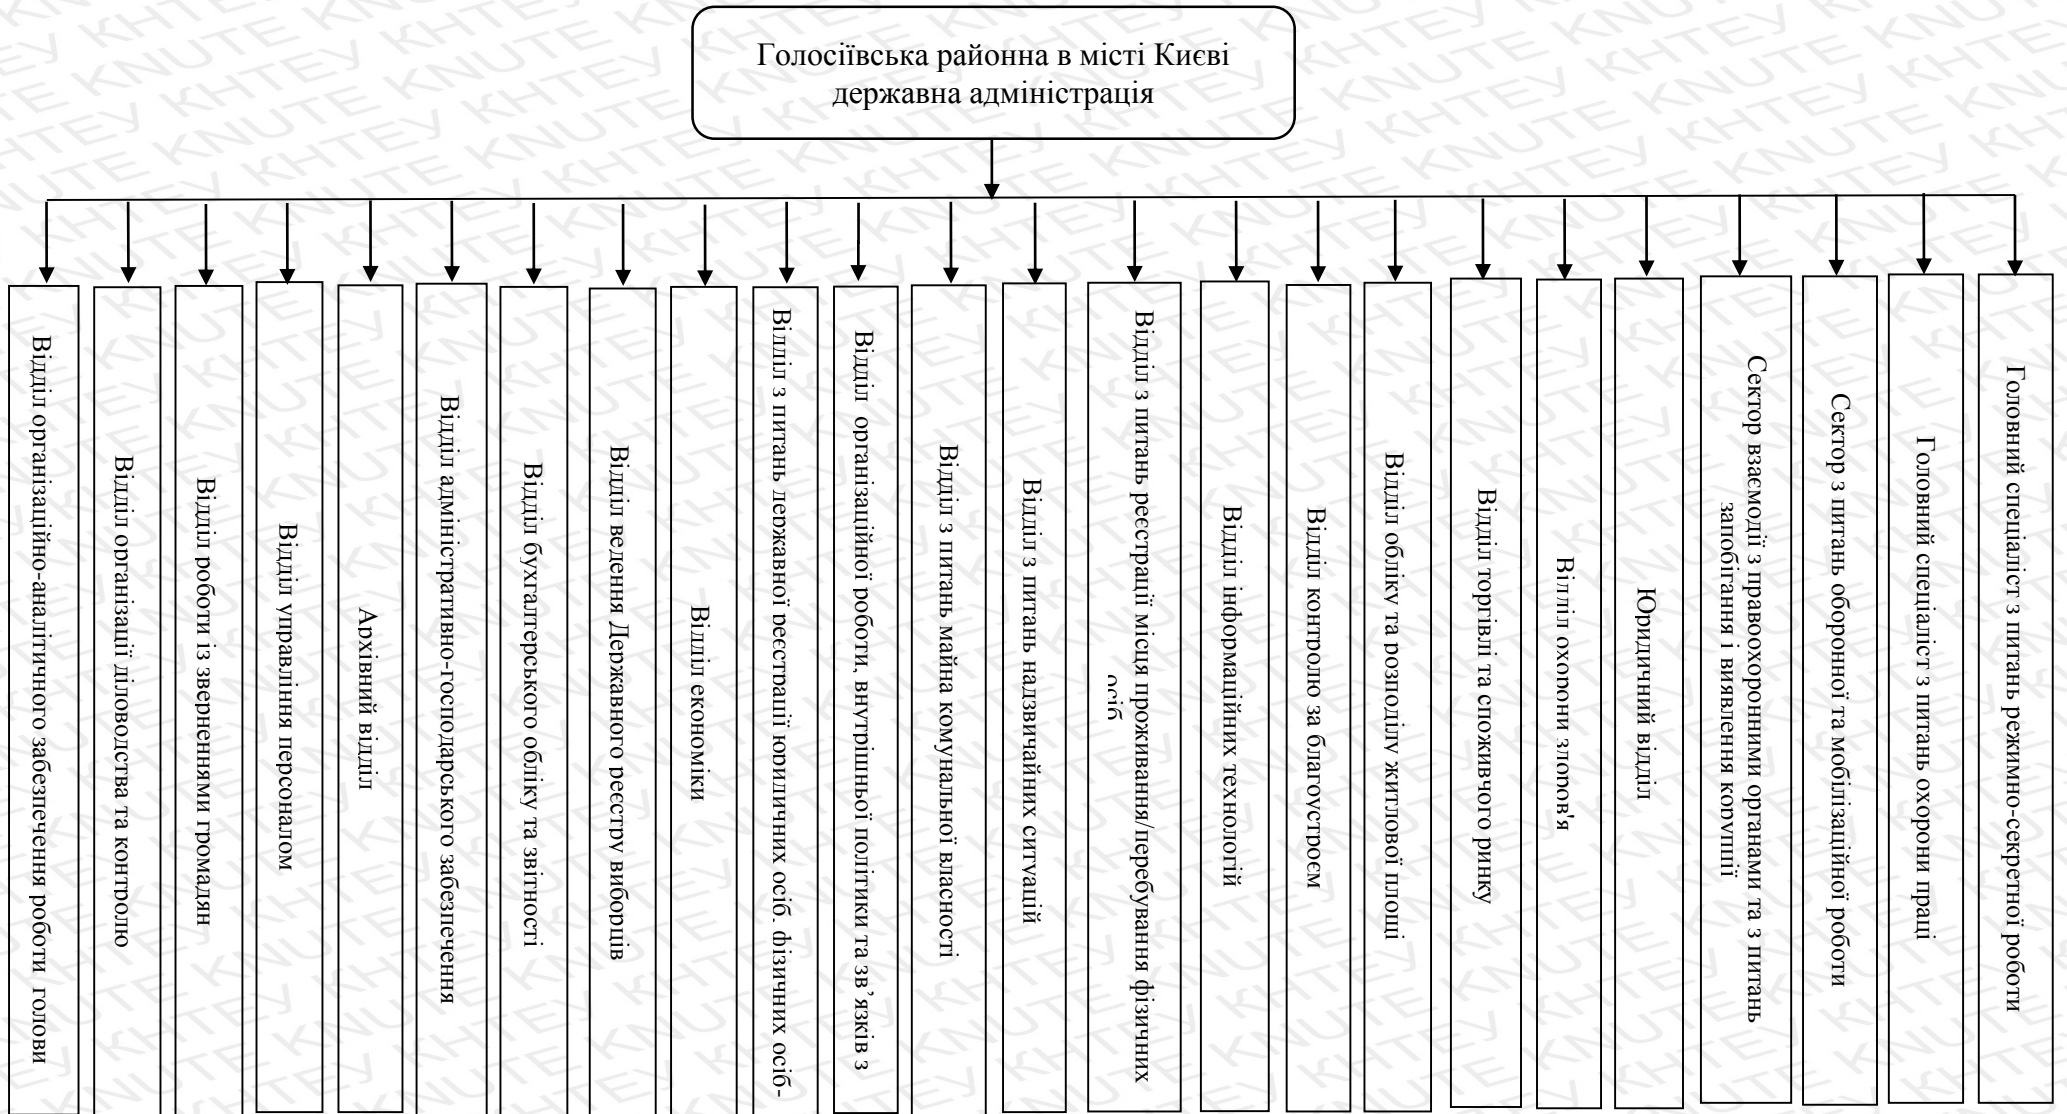 Голосіївська районна в місті Києві
державна адміністрація
Відділ організаційно-аналітичного забезпечення роботи голови
Відділ організації діловодства та контролю
Відділ роботи із зверненнями громадян
Відділ управління персоналом
Архівний відділ
Відділ адміністративно-господарського забезпечення
Відділ бухгалтерського обліку та звітності
Відділ ведення Державного реєстру виборців
Відділ економіки
Відділ з питань державної реєстрації юридичних осіб, фізичних осіб-
Відділ організаційної роботи, внутрішньої політики та зв’язків з
Відділ з питань майна комунальної власності
Відділ з питань надзвичайних ситуацій
Відділ з питань реєстрації місця проживання/перебування фізичних
осіб
Відділ інформаційних технологій
Відділ контролю за благоустроєм
Відділ обліку та розподілу житлової площі
Відділ торгівлі та споживчого ринку
Відділ охорони здоров'я
Юридичний відділ
Сектор взаємодії з правоохоронними органами та з питань
запобігання і виявлення корупції
Сектор з питань оборонної та мобілізаційної роботи
Головний спеціаліст з питань охорони праці
Головний спеціаліст з питань режимно-секретної роботи